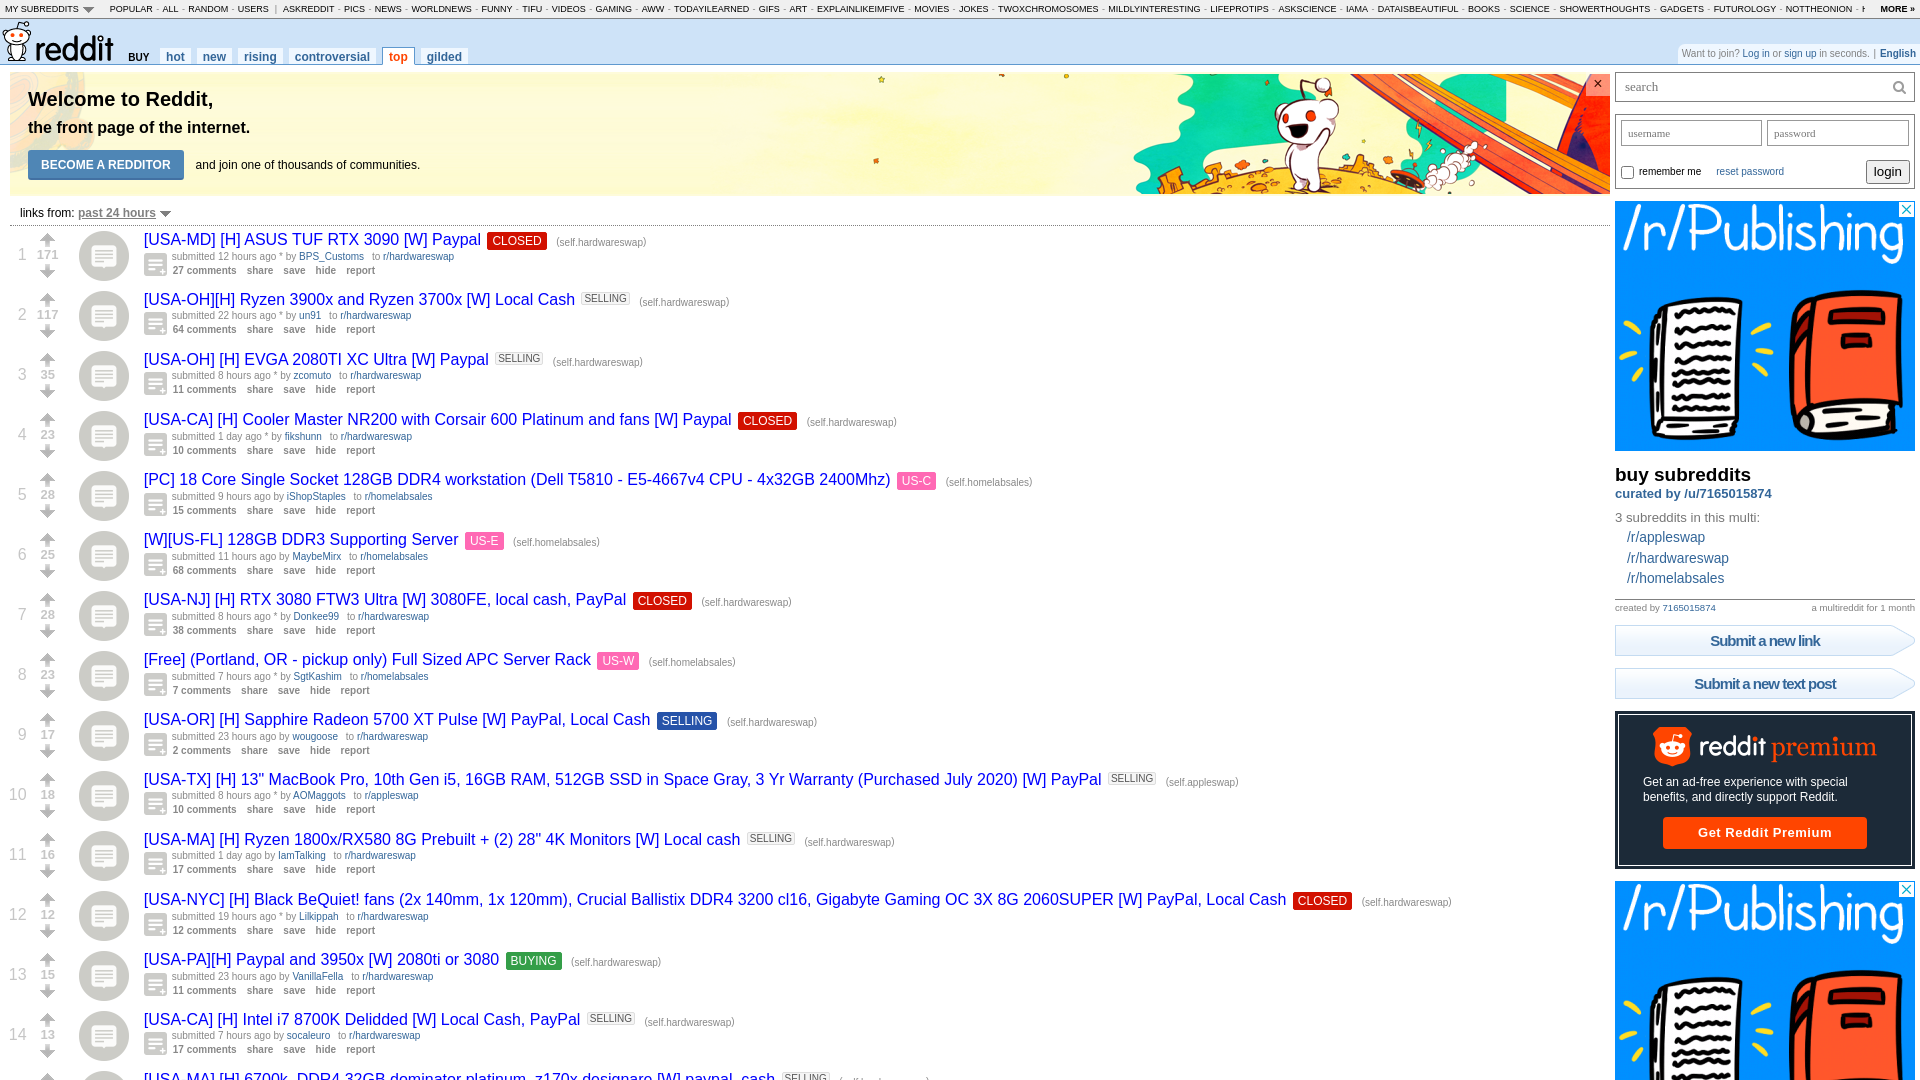 MY SUBREDDITS POPULAR - ALL - RANDOM - USERS | ASKREDDIT - PICS - NEWS - WORLDNEWS - FUNNY - TIFU - VIDEOS - GAMING - AWW - TODAYILEARNED - GIFS - ART - EXPLAINLIKEIMFIVE - MOVIES - JOKES - TWOXCHROMOSOMES - MILDLYINTERESTING - LIFEPROTIPS - ASKSCIENCE - IAMA - DATAISBEAUTIFUL - BOOKS - SCIENCE - SHOWERTHOUGHTS - GADGETS - FUTUROLOGY - NOTTHEONION - MORE »
reddit BUY hot new rising controversial top gilded
Want to join? Log in or sign up in seconds. | English
Welcome to Reddit,
the front page of the internet.
BECOME A REDDITOR and join one of thousands of communities.
×
links from: past 24 hours
1 171 [USA-MD] [H] ASUS TUF RTX 3090 [W] Paypal CLOSED (self.hardwareswap)
submitted 12 hours ago * by BPS_Customs to r/hardwareswap
27 comments share save hide report
2 117 [USA-OH][H] Ryzen 3900x and Ryzen 3700x [W] Local Cash SELLING (self.hardwareswap)
submitted 22 hours ago * by un91 to r/hardwareswap
64 comments share save hide report
3 35 [USA-OH] [H] EVGA 2080TI XC Ultra [W] Paypal SELLING (self.hardwareswap)
submitted 8 hours ago * by zcomuto to r/hardwareswap
11 comments share save hide report
4 23 [USA-CA] [H] Cooler Master NR200 with Corsair 600 Platinum and fans [W] Paypal CLOSED (self.hardwareswap)
submitted 1 day ago * by fikshunn to r/hardwareswap
10 comments share save hide report
5 28 [PC] 18 Core Single Socket 128GB DDR4 workstation (Dell T5810 - E5-4667v4 CPU - 4x32GB 2400Mhz) US-C (self.homelabsales)
submitted 9 hours ago by iShopStaples to r/homelabsales
15 comments share save hide report
6 25 [W][US-FL] 128GB DDR3 Supporting Server US-E (self.homelabsales)
submitted 11 hours ago by MaybeMirx to r/homelabsales
68 comments share save hide report
7 28 [USA-NJ] [H] RTX 3080 FTW3 Ultra [W] 3080FE, local cash, PayPal CLOSED (self.hardwareswap)
submitted 8 hours ago * by Donkee99 to r/hardwareswap
38 comments share save hide report
8 23 [Free] (Portland, OR - pickup only) Full Sized APC Server Rack US-W (self.homelabsales)
submitted 7 hours ago * by SgtKashim to r/homelabsales
7 comments share save hide report
9 17 [USA-OR] [H] Sapphire Radeon 5700 XT Pulse [W] PayPal, Local Cash SELLING (self.hardwareswap)
submitted 23 hours ago by wougoose to r/hardwareswap
2 comments share save hide report
10 18 [USA-TX] [H] 13" MacBook Pro, 10th Gen i5, 16GB RAM, 512GB SSD in Space Gray, 3 Yr Warranty (Purchased July 2020) [W] PayPal SELLING (self.appleswap)
submitted 8 hours ago by AOMaggots to r/appleswap
10 comments share save hide report
11 16 [USA-MA] [H] Ryzen 1800x/RX580 8G Prebuilt + (2) 28" 4K Monitors [W] Local cash SELLING (self.hardwareswap)
submitted 1 day ago by IamTalking to r/hardwareswap
17 comments share save hide report
12 12 [USA-NYC] [H] Black BeQuiet! fans (2x 140mm, 1x 120mm), Crucial Ballistix DDR4 3200 cl16, Gigabyte Gaming OC 3X 8G 2060SUPER [W] PayPal, Local Cash CLOSED (self.hardwareswap)
submitted 19 hours ago * by Lilkippah to r/hardwareswap
12 comments share save hide report
13 15 [USA-PA][H] Paypal and 3950x [W] 2080ti or 3080 BUYING (self.hardwareswap)
submitted 23 hours ago by VanillaFella to r/hardwareswap
11 comments share save hide report
14 13 [USA-CA] [H] Intel i7 8700K Delidded [W] Local Cash, PayPal SELLING (self.hardwareswap)
submitted 7 hours ago by socaleuro to r/hardwareswap
17 comments share save hide report
[USA-MA] [H] 6700k, DDR4 32GB dominator platinum, z170x designare [W] paypal, cash SELLING (self.hardwareswap)
search
username password
remember me reset password login
/r/Publishing
buy subreddits
curated by /u/7165015874
3 subreddits in this multi:
/r/appleswap
/r/hardwareswap
/r/homelabsales
created by 7165015874 a multireddit for 1 month
Submit a new link
Submit a new text post
reddit premium
Get an ad-free experience with special
benefits, and directly support Reddit.
Get Reddit Premium
/r/Publishing